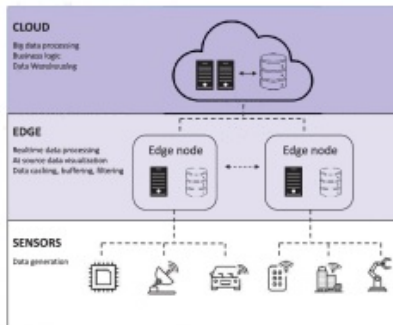 CLOUD
Big data processing
Business logic
Data Warehousing
EDGE
Realtime data processing
At source data visualization
Data caching, buffering, filtering
Edge node
Edge node
SENSORS
Data generation